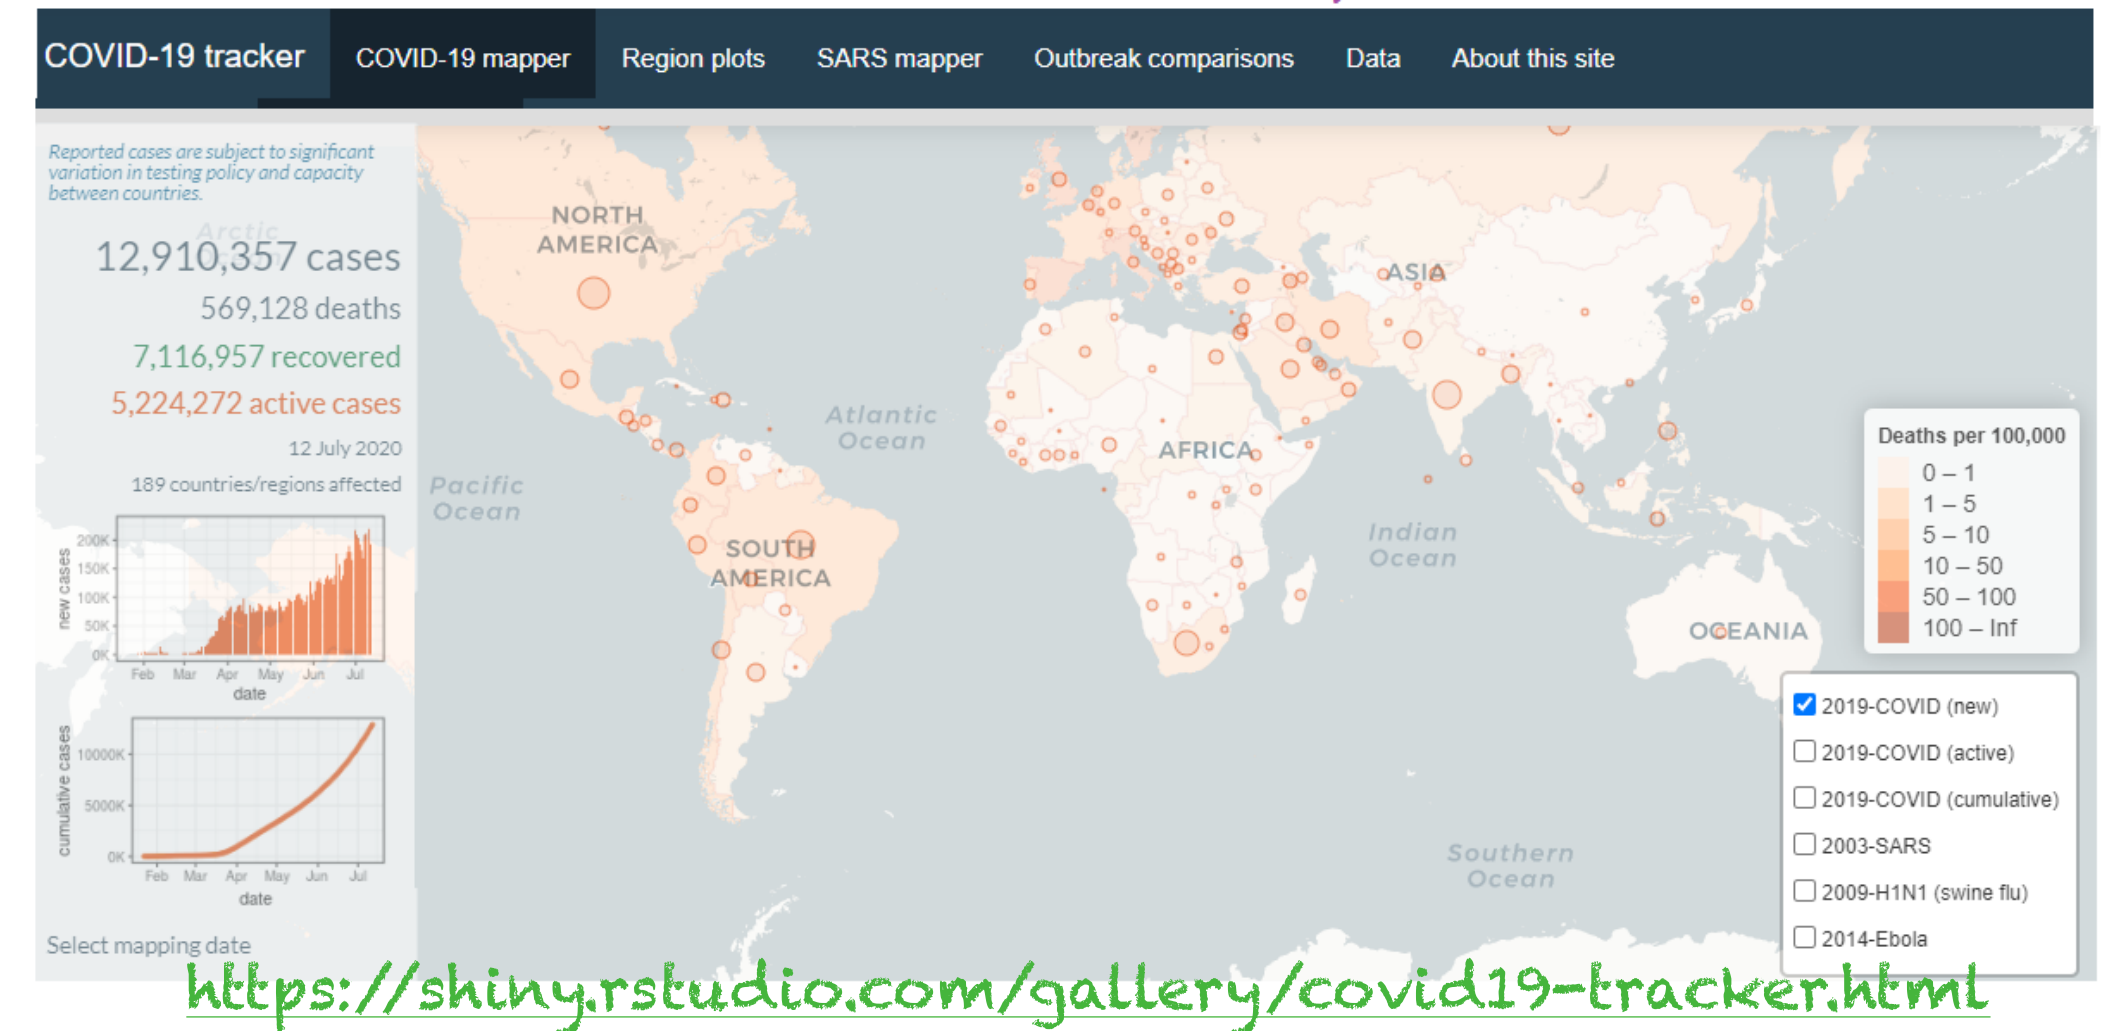 COVID-19 tracker COVID-19 mapper Region plots SARS mapper Outbreak comparisons Data About this site
Reported cases are subject to significant
variation in testing policy and capacity
between countries.
Arctic
12,910,357 cases
569,128 deaths
7,116,957 recovered
5,224,272 active cases
12 July 2020
189 countries/regions affected
new cases
200K
150K
100K
50K
0K
Feb Mar Apr May Jun Jul
date
cumulative cases
10000K
5000K
0K
Feb Mar Apr May Jun Jul
date
Select mapping date
NORTH
AMERICA
Atlantic
Ocean
Pacific
Ocean
SOUTH
AMERICA
AFRICA
ASIA
Indian
Ocean
OCEANIA
Southern
Ocean
Deaths per 100,000
0 – 1
1 – 5
5 – 10
10 – 50
50 – 100
100 – Inf
2019-COVID (new)
2019-COVID (active)
2019-COVID (cumulative)
2003-SARS
2009-H1N1 (swine flu)
2014-Ebola
https://shiny.rstudio.com/gallery/covid19-tracker.html